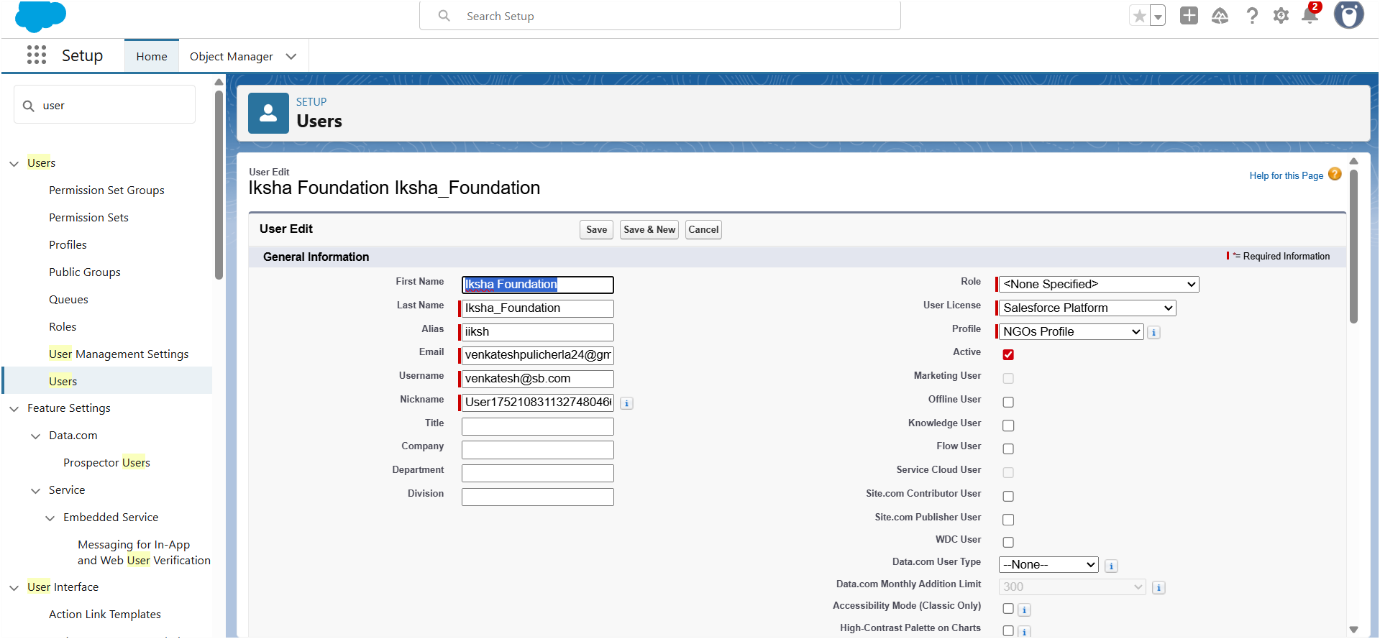 Search Setup
2
Setup
Home
Object Manager
user
Users
Permission Set Groups
Permission Sets
Profiles
Public Groups
Queues
Roles
User Management Settings
Users
Feature Settings
Data.com
Prospector Users
Service
Embedded Service
Messaging for In-App
and Web User Verification
User Interface
Action Link Templates
SETUP
Users
User Edit
Iksha Foundation Iksha_Foundation
Help for this Page ?
User Edit
Save
Save & New
Cancel
General Information
*= Required Information
First Name Iksha Foundation
Last Name Iksha_Foundation
Alias iiksh
Email venkateshpulicherla24@gm
Username venkatesh@sb.com
Nickname
Title
Company
Department
Division
Role <None Specified>
User License Salesforce Platform
Profile NGOs Profile
Active
Marketing User
Offline User
Knowledge User
Flow User
Service Cloud User
Site.com Contributor User
Site.com Publisher User
WDC User
Data.com User Type --None--
Data.com Monthly Addition Limit 300
Accessibility Mode (Classic Only)
High-Contrast Palette on Charts